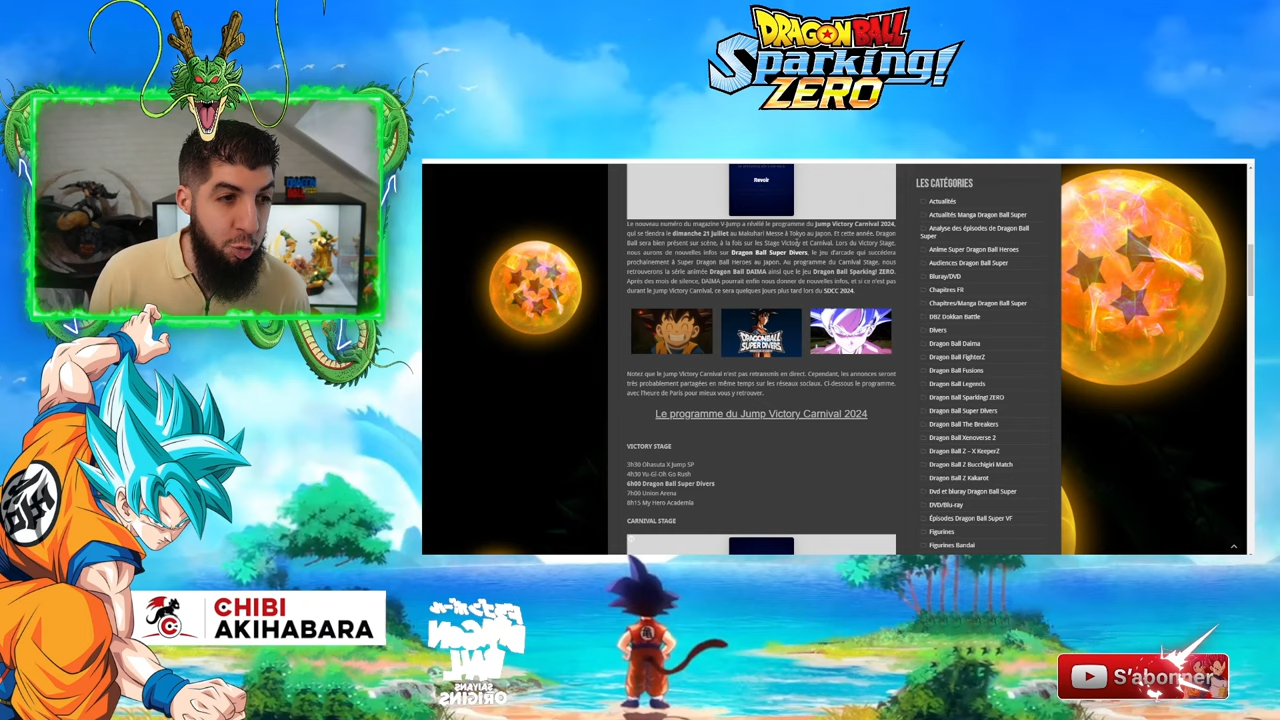 DRAGON BALL
Sparking!
ZERO
Revoir
Le nouveau numéro du magazine V-Jump a révélé le programme du Jump Victory Carnival 2024,
qui se tiendra le dimanche 21 juillet au Makuhari Messe à Tokyo au Japon. Et cette année, Dragon
Ball sera bien présent sur scène, à la fois sur les Stage Victory et Carnival. Lors du Victory Stage,
nous aurons de nouvelles infos sur Dragon Ball Super Divers, le jeu d'arcade qui succédera
prochainement à Super Dragon Ball Heroes au Japon. Au programme du Carnival Stage, nous
retrouverons la série animée Dragon Ball DAIMA ainsi que le jeu Dragon Ball Sparking! ZERO.
Après des mois de silence, DAIMA pourrait enfin nous donner de nouvelles infos, et si ce n'est pas
durant le Jump Victory Carnival, ce sera quelques jours plus tard lors du SDCC 2024.
DRAGONBALL
SUPER DIVERS
Notez que le Jump Victory Carnival n'est pas retransmis en direct. Cependant, les annonces seront
très probablement partagées en même temps sur les réseaux sociaux. Ci-dessous le programme,
avec l'heure de Paris pour mieux vous y retrouver.
Le programme du Jump Victory Carnival 2024
VICTORY STAGE
3h30 Ohasuta X Jump SP
4h30 Yu-Gi-Oh Go Rush
6h00 Dragon Ball Super Divers
7h00 Union Arena
8h15 My Hero Academia
CARNIVAL STAGE
LES CATÉGORIES
Actualités
Actualités Manga Dragon Ball Super
Analyse des épisodes de Dragon Ball
Super
Anime Super Dragon Ball Heroes
Audiences Dragon Ball Super
Bluray/DVD
Chapitres FR
Chapitres/Manga Dragon Ball Super
DBZ Dokkan Battle
Divers
Dragon Ball Daima
Dragon Ball FighterZ
Dragon Ball Fusions
Dragon Ball Legends
Dragon Ball Sparking! ZERO
Dragon Ball Super Divers
Dragon Ball The Breakers
Dragon Ball Xenoverse 2
Dragon Ball Z – X KeeperZ
Dragon Ball Z Bucchigiri Match
Dragon Ball Z Kakarot
Dvd et bluray Dragon Ball Super
DVD/Blu-ray
Épisodes Dragon Ball Super VF
Figurines
Figurines Bandai
CHIBI
AKIHABARA
SAIYANS
ORIGINS
S'abonner